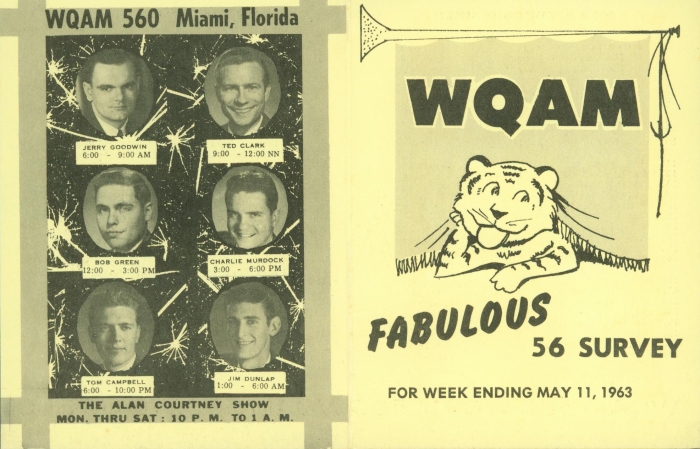 WQAM 560 Miami, Florida
JERRY GOODWIN
6:00 - 9:00 AM
TED CLARK
9:00 - 12:00 NN
BOB GREEN
12:00 - 3:00 PM
CHARLIE MURDOCK
3:00 - 6:00 PM
TOM CAMPBELL
6:00 - 10:00 PM
JIM DUNLAP
1:00 - 6:00 AM
THE ALAN COURTNEY SHOW
MON. THRU SAT : 10 P. M. TO 1 A. M.
WQAM
FABULOUS
56 SURVEY
FOR WEEK ENDING MAY 11, 1963